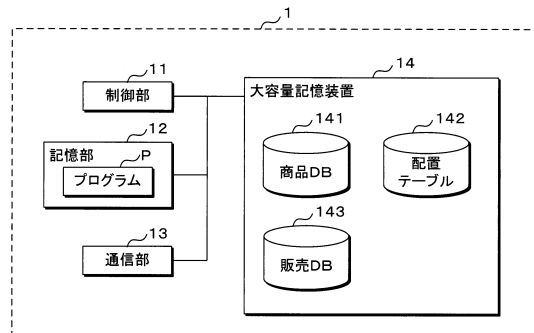 1
11
制御部
12
記憶部
P
プログラム
13
通信部
14
大容量記憶装置
141
商品DB
142
配置
テーブル
143
販売DB